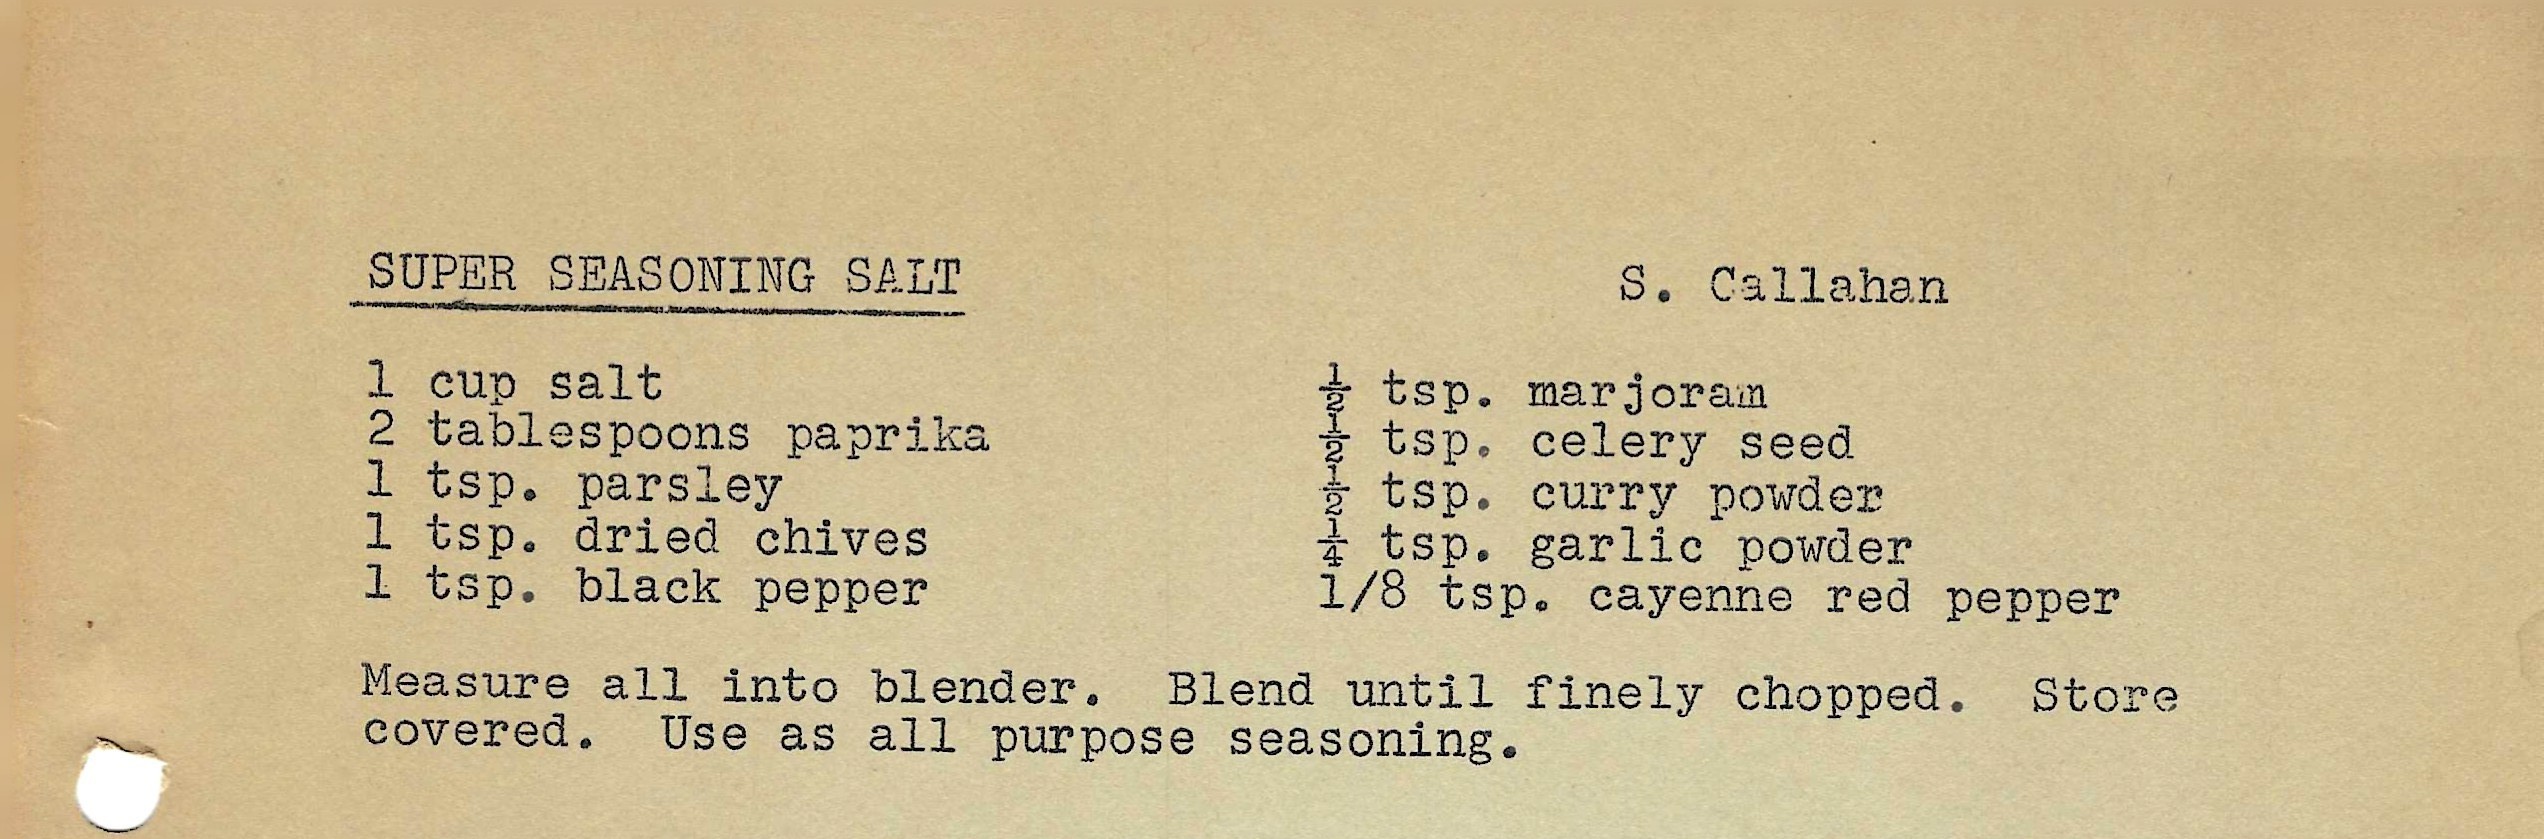 SUPER SEASONING SALT
S. Callahan
1 cup salt
2 tablespoons paprika
1 tsp. parsley
1 tsp. dried chives
1 tsp. black pepper
½ tsp. marjoram
½ tsp. celery seed
½ tsp. curry powder
¼ tsp. garlic powder
1/8 tsp. cayenne red pepper
Measure all into blender. Blend until finely chopped. Store
covered. Use as all purpose seasoning.